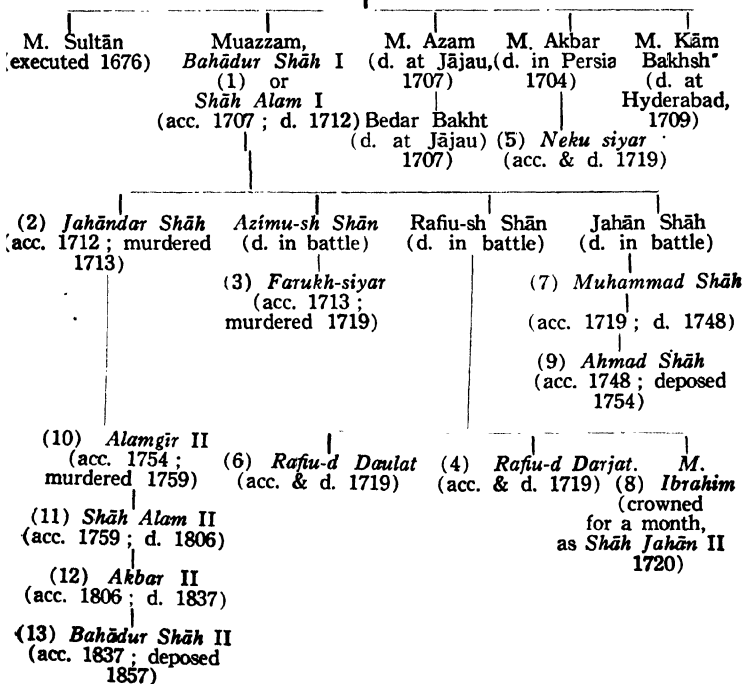 M. Sultān Muazzam, M. Azam M. Akbar M. Kām
(executed 1676) Bahādur Shāh I (d. at Jājau, (d. in Persia Bakhsh
(1) or 1707) 1704) (d. at
Shāh Alam I Hyderabad,
(acc. 1707 ; d. 1712) Bedar Bakht 1709)
(d. at Jājau) (5) Neku siyar
1707) (acc. & d. 1719)
(2) Jahāndar Shāh Azimu-sh Shān Rafiu-sh Shān Jahān Shāh
(acc. 1712 ; murdered (d. in battle) (d. in battle) (d. in battle)
1713)
(3) Farukh-siyar (7) Muhammad Shāh
(acc. 1713 ;
murdered 1719) (acc. 1719 ; d. 1748)
(9) Ahmad Shāh
(acc. 1748 ; deposed
1754)
(10) Alamgir II
(acc. 1754 ; (6) Rafiu-d Daulat (4) Rafiu-d Darjat. M.
murdered 1759) (acc. & d. 1719) (acc. & d. 1719) (8) Ibrahim
(crowned
(11) Shāh Alam II for a month,
(acc. 1759 ; d. 1806) as Shāh Jahān II
1720)
(12) Akbar II
(acc. 1806 ; d. 1837)
(13) Bahādur Shāh II
(acc. 1837 ; deposed
1857)